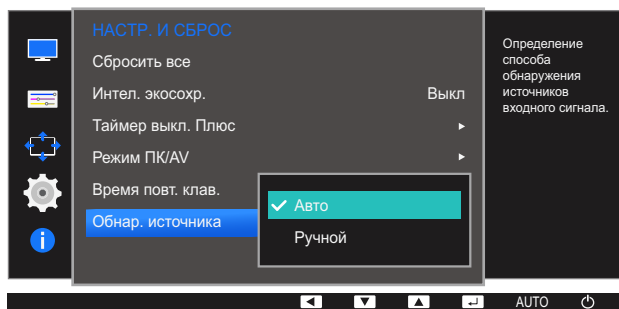 НАСТР. И СБРОС
Сбросить все
Интел. экосохр. Выкл
Таймер выкл. Плюс
Режим ПК/AV
Время повт. клав.
Обнар. источника
Авто
Ручной
Определение
способа
обнаружения
источников
входного сигнала.
AUTO